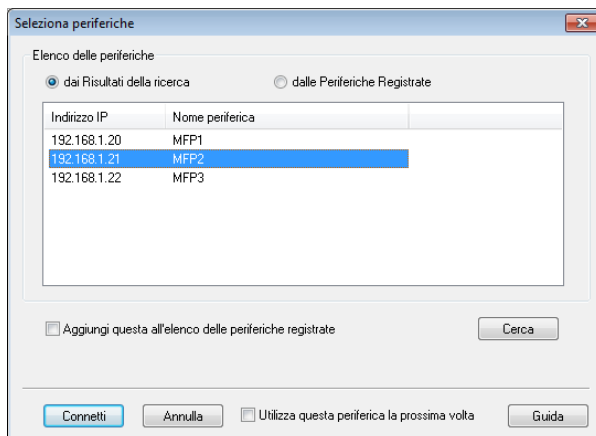 Seleziona periferiche
Elenco delle periferiche
dai Risultati della ricerca dalle Periferiche Registrate
Indirizzo IP Nome periferica
192.168.1.20 MFP1
192.168.1.21 MFP2
192.168.1.22 MFP3
Aggiungi questa all'elenco delle periferiche registrate Cerca
Connetti Annulla Utilizza questa periferica la prossima volta Guida